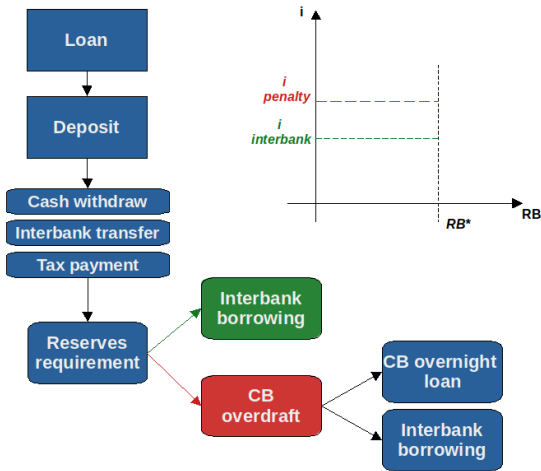 Loan
Deposit
Cash withdraw
Interbank transfer
Tax payment
Reserves
requirement
Interbank
borrowing
CB
overdraft
CB overnight
loan
Interbank
borrowing
i
i
penalty
i
interbank
RB*
RB